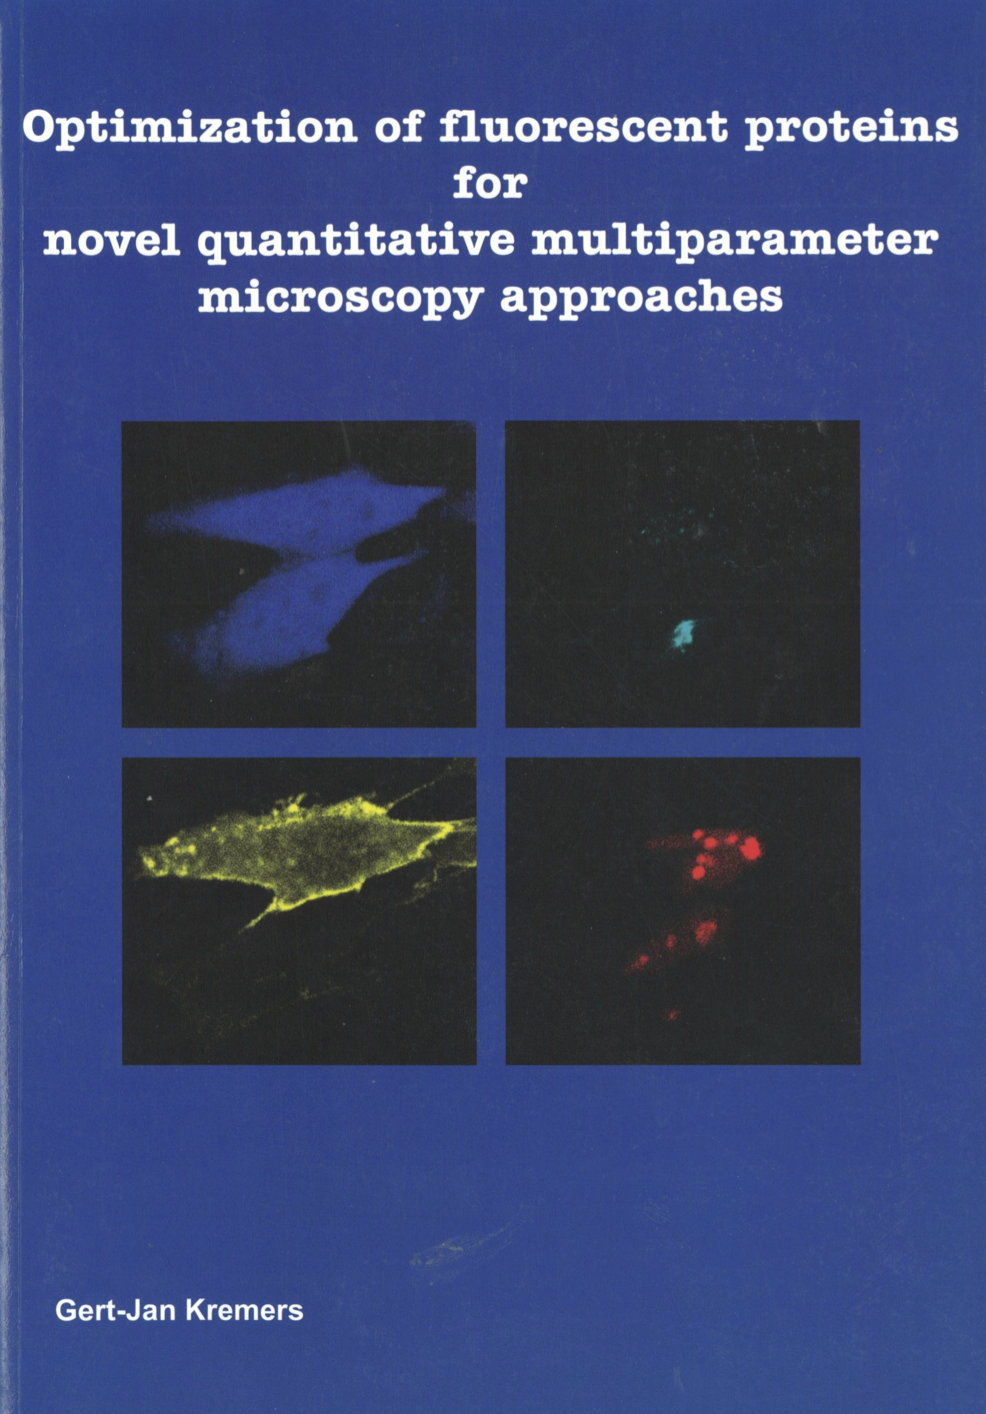 Optimization of fluorescent proteins
for
novel quantitative multiparameter
microscopy approaches
Gert-Jan Kremers